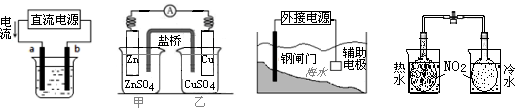 电流
直流电源
a
b
A
盐桥
Zn
Cu
ZnSO4
CuSO4
甲
乙
外接电源
钢闸门
辅助电极
海水
热水
NO2
冷水